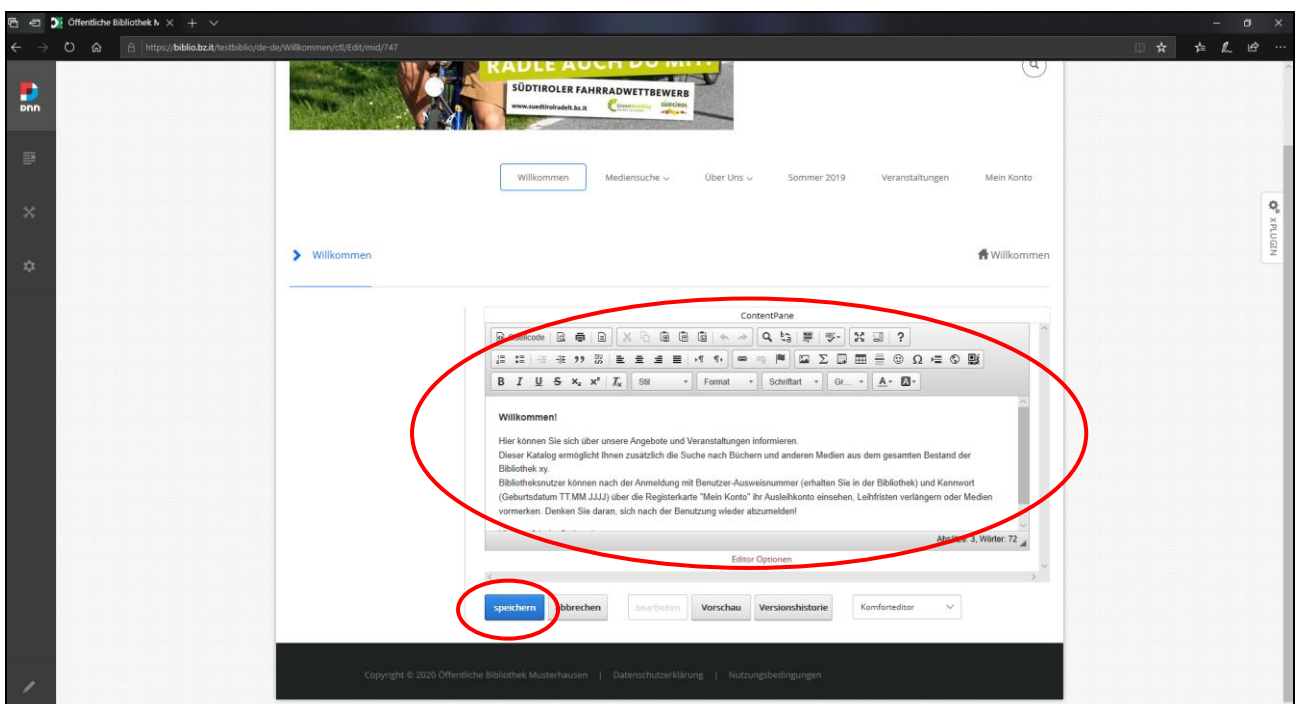 Öffentliche Bibliothek
https://biblio.bz.it/testbiblio/de-de/Willkommen/ctl/Edit/mid/747
dnn
RADLE AUCH DU MIT!
SÜDTIROLER FAHRRADWETTBEWERB
www.suedtirolradelt.bz.it
SÜDTIROL
Willkommen Mediensuche Über Uns Sommer 2019 Veranstaltungen Mein Konto
XPLUGIN
Willkommen
Willkommen
ContentPane
Quellcode
B I U S x₂ x² Ix Stil Format Schriftart Gr... A A
Willkommen!
Hier können Sie sich über unsere Angebote und Veranstaltungen informieren.
Dieser Katalog ermöglicht Ihnen zusätzlich die Suche nach Büchern und anderen Medien aus dem gesamten Bestand der
Bibliothek xy.
Bibliotheksnutzer können nach der Anmeldung mit Benutzer-Ausweisnummer (erhalten Sie in der Bibliothek) und Kennwort
(Geburtsdatum TT.MM.JJJJ) über die Registerkarte "Mein Konto" ihr Ausleihkonto einsehen, Leihfristen verlängern oder Medien
vormerken. Denken Sie daran, sich nach der Benutzung wieder abzumelden!
Absätze: 3, Wörter: 72
Editor Optionen
speichern abbrechen bearbeiten Vorschau Versionshistorie Komforteditor
Copyright © 2020 Öffentliche Bibliothek Musterhausen | Datenschutzerklärung | Nutzungsbedingungen